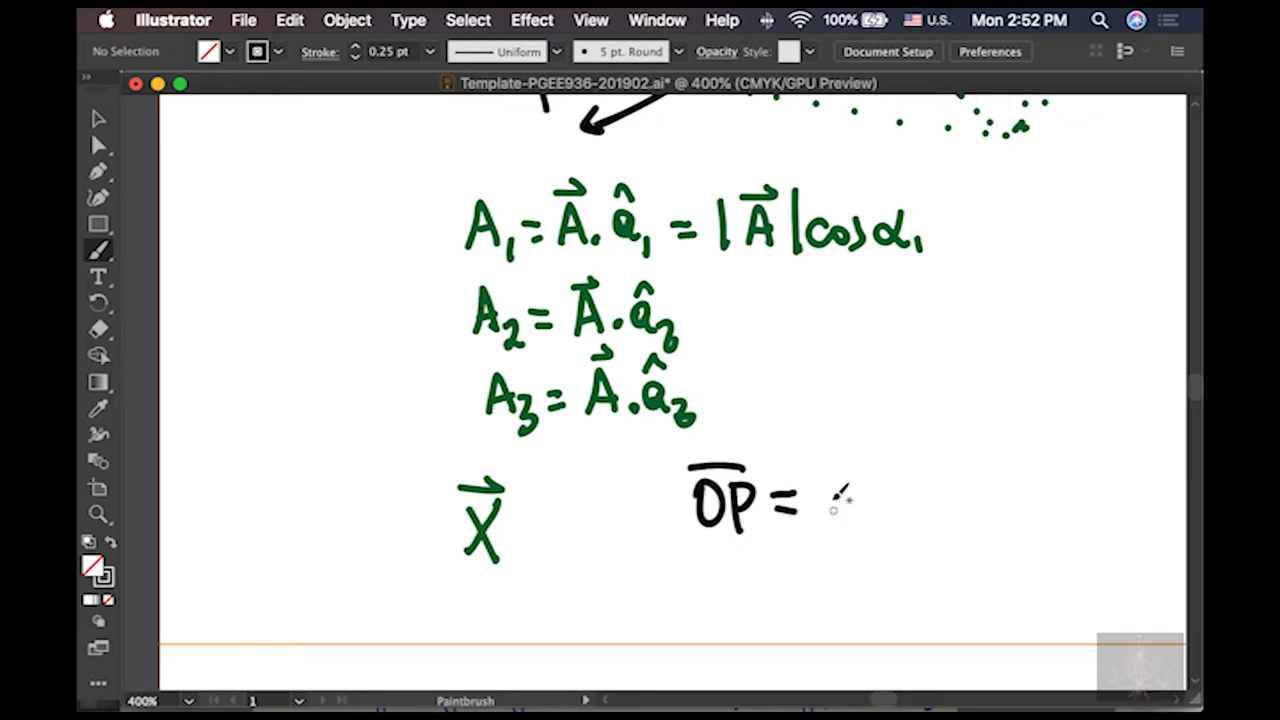 Illustrator File Edit Object Type Select Effect View Window Help 100% U.S. Mon 2:52 PM
No Selection Stroke: 0.25 pt Uniform 5 pt. Round Opacity Style: Document Setup Preferences
Template-PGEE936-201902.ai* @ 400% (CMYK/GPU Preview)
A₁ = A⃗ . â₁ = |A⃗| cos α₁
A₂ = A⃗ . â₂
A₃ = A⃗ . â₃
X⃗ O̅P̅ =
400% 1 Paintbrush